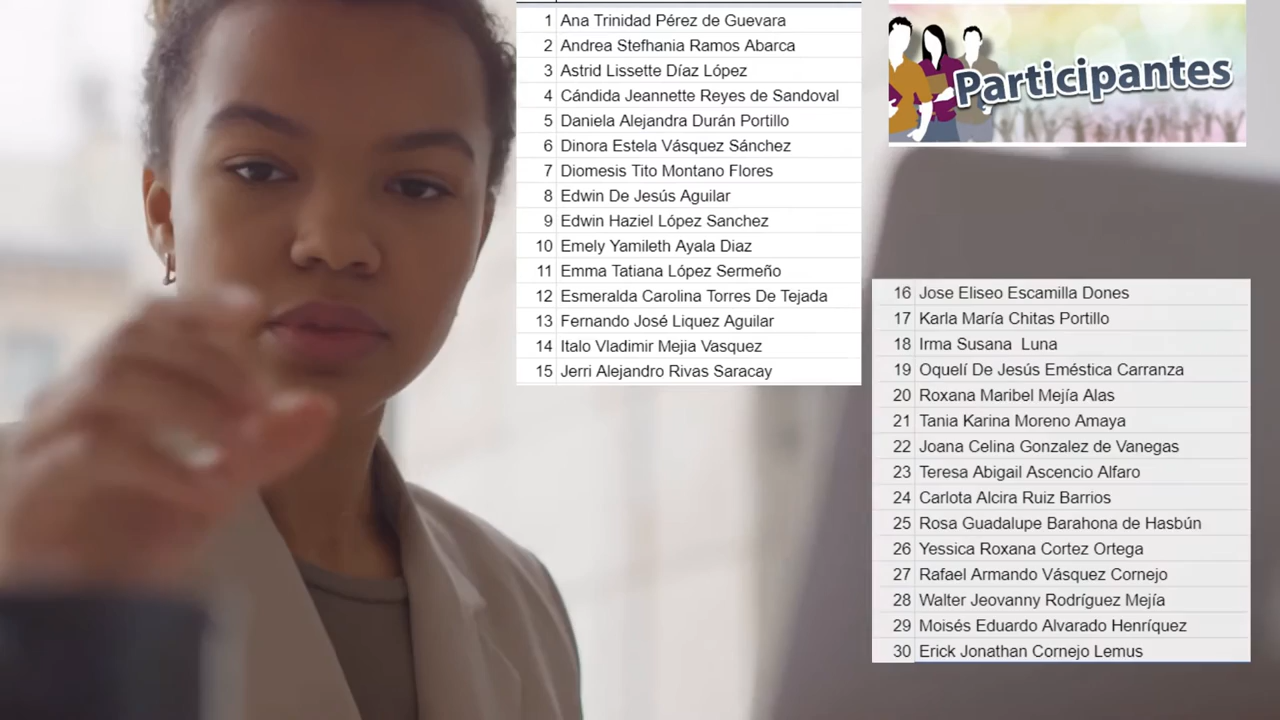 1 Ana Trinidad Pérez de Guevara
2 Andrea Stefhania Ramos Abarca
3 Astrid Lissette Díaz López
4 Cándida Jeannette Reyes de Sandoval
5 Daniela Alejandra Durán Portillo
6 Dinora Estela Vásquez Sánchez
7 Diomesis Tito Montano Flores
8 Edwin De Jesús Aguilar
9 Edwin Haziel López Sanchez
10 Emely Yamileth Ayala Diaz
11 Emma Tatiana López Sermeño
12 Esmeralda Carolina Torres De Tejada
13 Fernando José Liquez Aguilar
14 Italo Vladimir Mejia Vasquez
15 Jerri Alejandro Rivas Saracay
Participantes
16 Jose Eliseo Escamilla Dones
17 Karla María Chitas Portillo
18 Irma Susana  Luna
19 Oquelí De Jesús Eméstica Carranza
20 Roxana Maribel Mejía Alas
21 Tania Karina Moreno Amaya
22 Joana Celina Gonzalez de Vanegas
23 Teresa Abigail Ascencio Alfaro
24 Carlota Alcira Ruiz Barrios
25 Rosa Guadalupe Barahona de Hasbún
26 Yessica Roxana Cortez Ortega
27 Rafael Armando Vásquez Cornejo
28 Walter Jeovanny Rodríguez Mejía
29 Moisés Eduardo Alvarado Henríquez
30 Erick Jonathan Cornejo Lemus